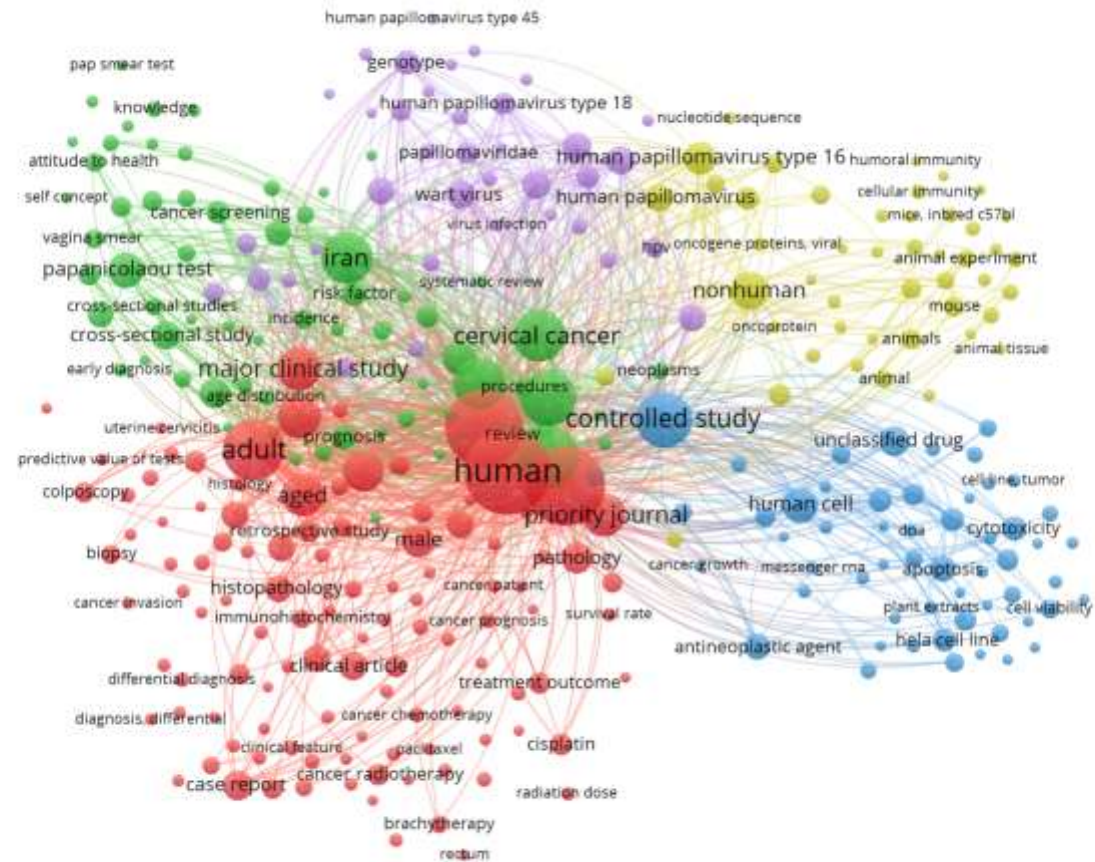 human papillomavirus type 45
genotype
pap smear test
knowledge
human papillomavirus type 18
nucleotide sequence
attitude to health
papillomaviridae
human papillomavirus type 16
humoral immunity
self concept
cancer screening
wart virus
human papillomavirus
cellular immunity
mice, inbred c57bl
vagina smear
virus infection
hpv
oncogene proteins, viral
papanicolaou test
iran
animal experiment
systematic review
risk factor
nonhuman
cross-sectional studies
incidence
mouse
cross-sectional study
cervical cancer
oncoprotein
animals
animal tissue
early diagnosis
major clinical study
neoplasms
animal
procedures
age distribution
controlled study
uterine cervicitis
prognosis
review
unclassified drug
adult
predictive value of tests
human
cell line, tumor
colposcopy
histology
aged
human cell
priority journal
retrospective study
male
dna
cytotoxicity
biopsy
pathology
cancer growth
messenger rna
apoptosis
histopathology
cancer patient
cancer invasion
immunohistochemistry
cancer prognosis
survival rate
plant extracts
cell viability
antineoplastic agent
hela cell line
clinical article
differential diagnosis
treatment outcome
diagnosis, differential
cancer chemotherapy
clinical feature
paclitaxel
cisplatin
case report
cancer radiotherapy
radiation dose
brachytherapy
rectum